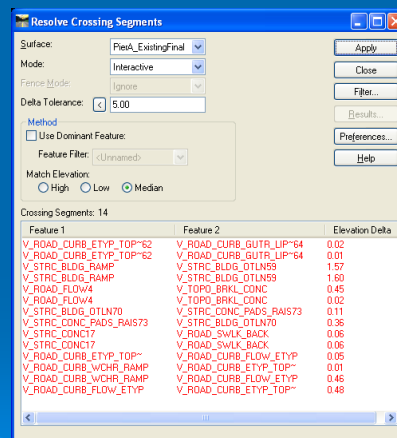 Resolve Crossing Segments
Surface: PierA_ExistingFinal Apply
Mode: Interactive Close
Fence Mode: Ignore Filter...
Delta Tolerance: < 5.00 Results...
Method
Use Dominant Feature: Preferences...
Feature Filter: <Unnamed> Help
Match Elevation:
High Low Median
Crossing Segments: 14
Feature 1 Feature 2 Elevation Delta
V_ROAD_CURB_ETYP_TOP~62 V_ROAD_CURB_GUTR_LIP~64 0.02
V_ROAD_CURB_ETYP_TOP~62 V_ROAD_CURB_GUTR_LIP~64 0.01
V_STRC_BLDG_RAMP V_STRC_BLDG_OTLN59 1.57
V_STRC_BLDG_RAMP V_STRC_BLDG_OTLN59 1.60
V_ROAD_FLOW4 V_TOPO_BRKL_CONC 0.45
V_ROAD_FLOW4 V_TOPO_BRKL_CONC 0.02
V_STRC_BLDG_OTLN70 V_STRC_CONC_PADS_RAIS73 0.11
V_STRC_CONC_PADS_RAIS73 V_STRC_BLDG_OTLN70 0.36
V_STRC_CONC17 V_ROAD_SWLK_BACK 0.06
V_STRC_CONC17 V_ROAD_SWLK_BACK 0.06
V_ROAD_CURB_ETYP_TOP~ V_ROAD_CURB_FLOW_ETYP 0.05
V_ROAD_CURB_WCHR_RAMP V_ROAD_CURB_ETYP_TOP~ 0.01
V_ROAD_CURB_WCHR_RAMP V_ROAD_CURB_FLOW_ETYP 0.46
V_ROAD_CURB_FLOW_ETYP V_ROAD_CURB_ETYP_TOP~ 0.48